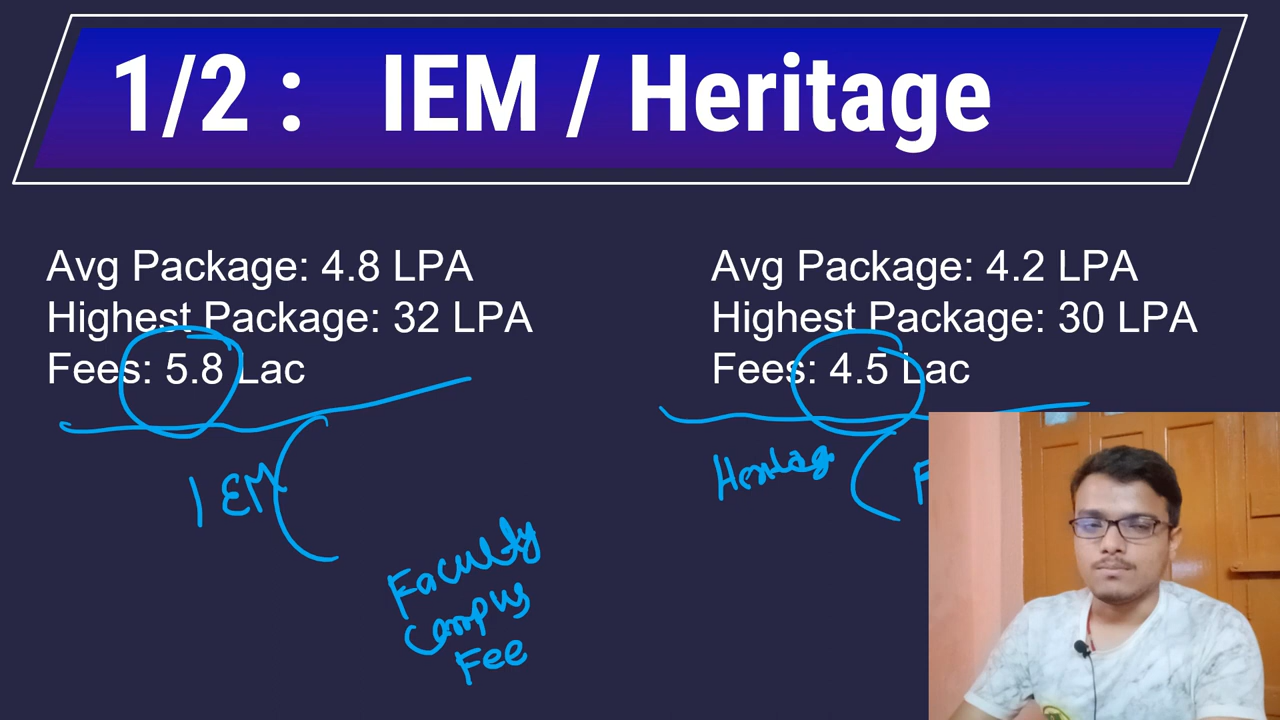 1/2 : IEM / Heritage
Avg Package: 4.8 LPA
Highest Package: 32 LPA
Fees: 5.8 Lac
Avg Package: 4.2 LPA
Highest Package: 30 LPA
Fees: 4.5 Lac
IEM
Heritage
F
Faculty
Campus
Fee